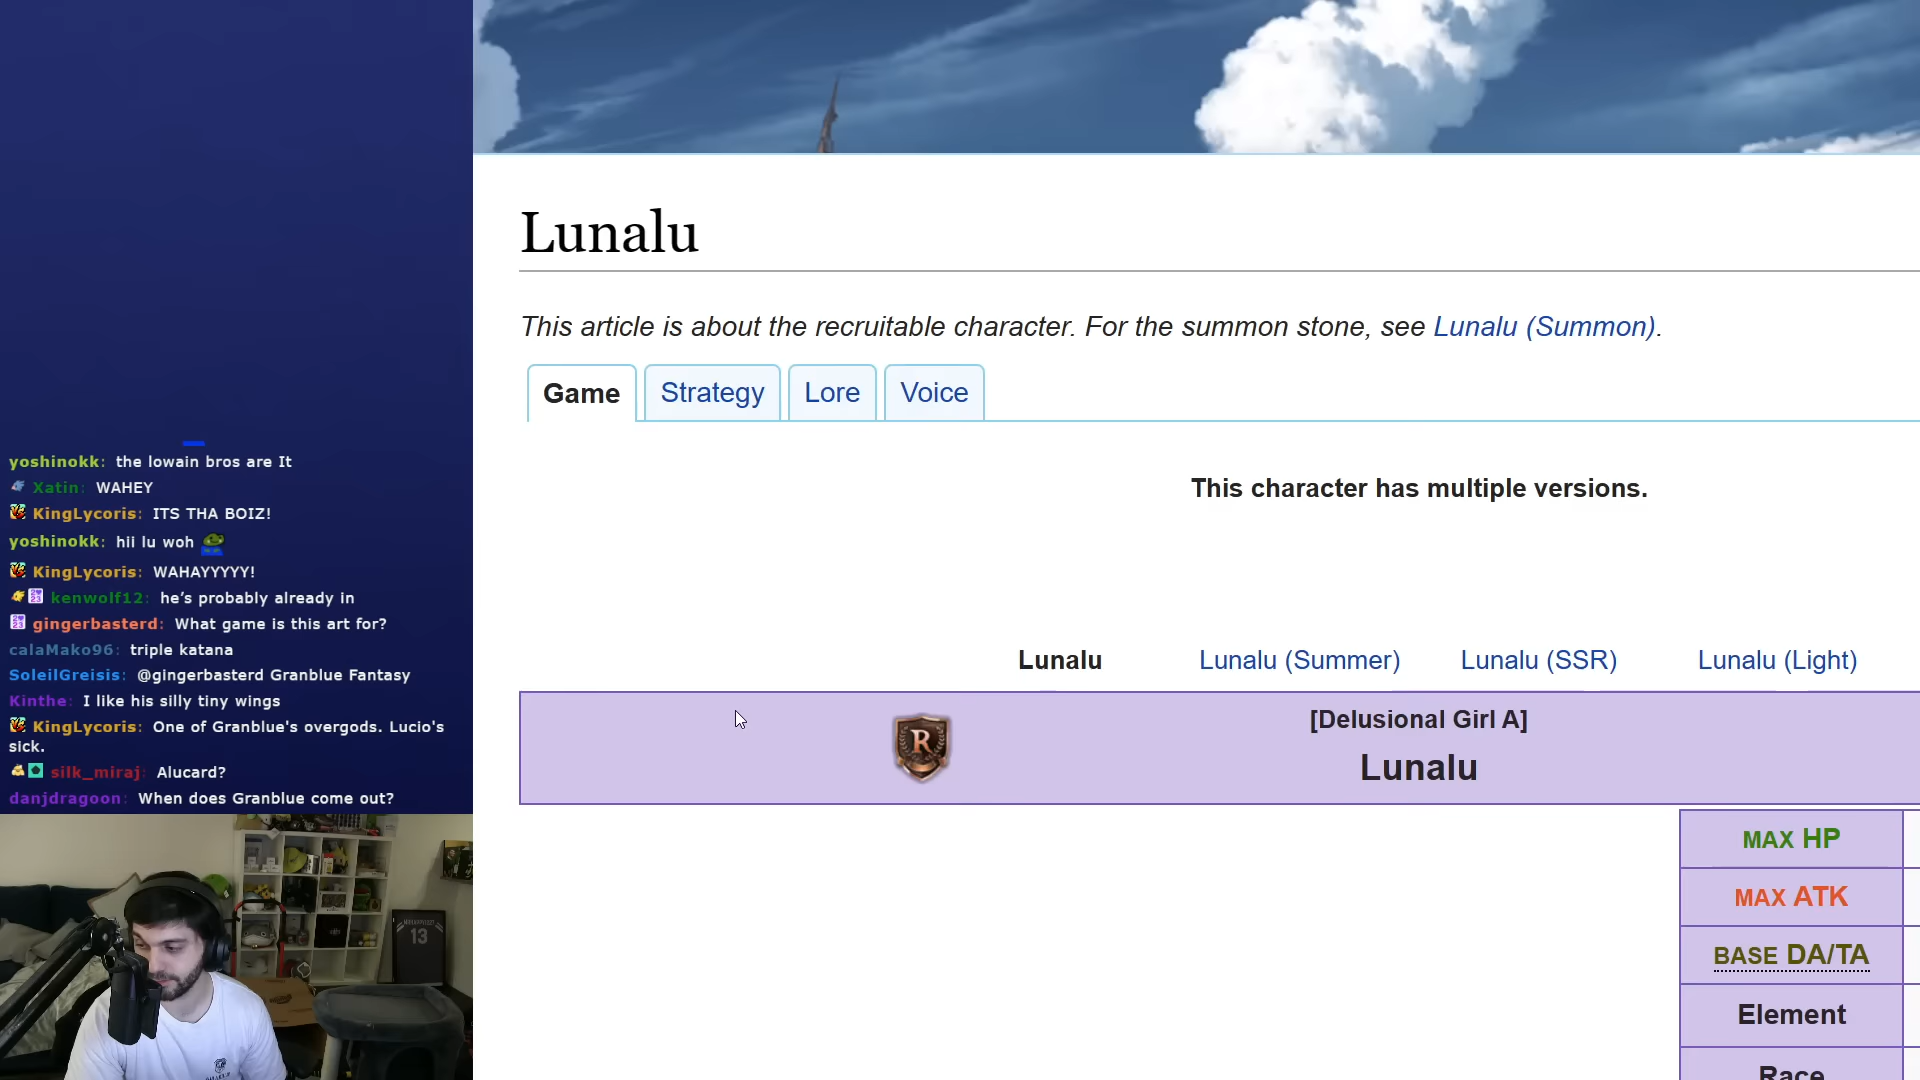 yoshinokk: the lowain bros are It
Xatin: WAHEY
KingLycoris: ITS THA BOIZ!
yoshinokk: hii lu woh
KingLycoris: WAHAYYYYY!
kenwolf12: he's probably already in
gingerbasterd: What game is this art for?
calaMako96: triple katana
SoleilGreisis: @gingerbasterd Granblue Fantasy
Kinthe: I like his silly tiny wings
KingLycoris: One of Granblue's overgods. Lucio's
sick.
silk_miraj: Alucard?
danjdragoon: When does Granblue come out?
13
Lunalu
This article is about the recruitable character. For the summon stone, see Lunalu (Summon).
Game Strategy Lore Voice
This character has multiple versions.
Lunalu Lunalu (Summer) Lunalu (SSR) Lunalu (Light)
R
[Delusional Girl A]
Lunalu
MAX HP
MAX ATK
BASE DA/TA
Element
Race